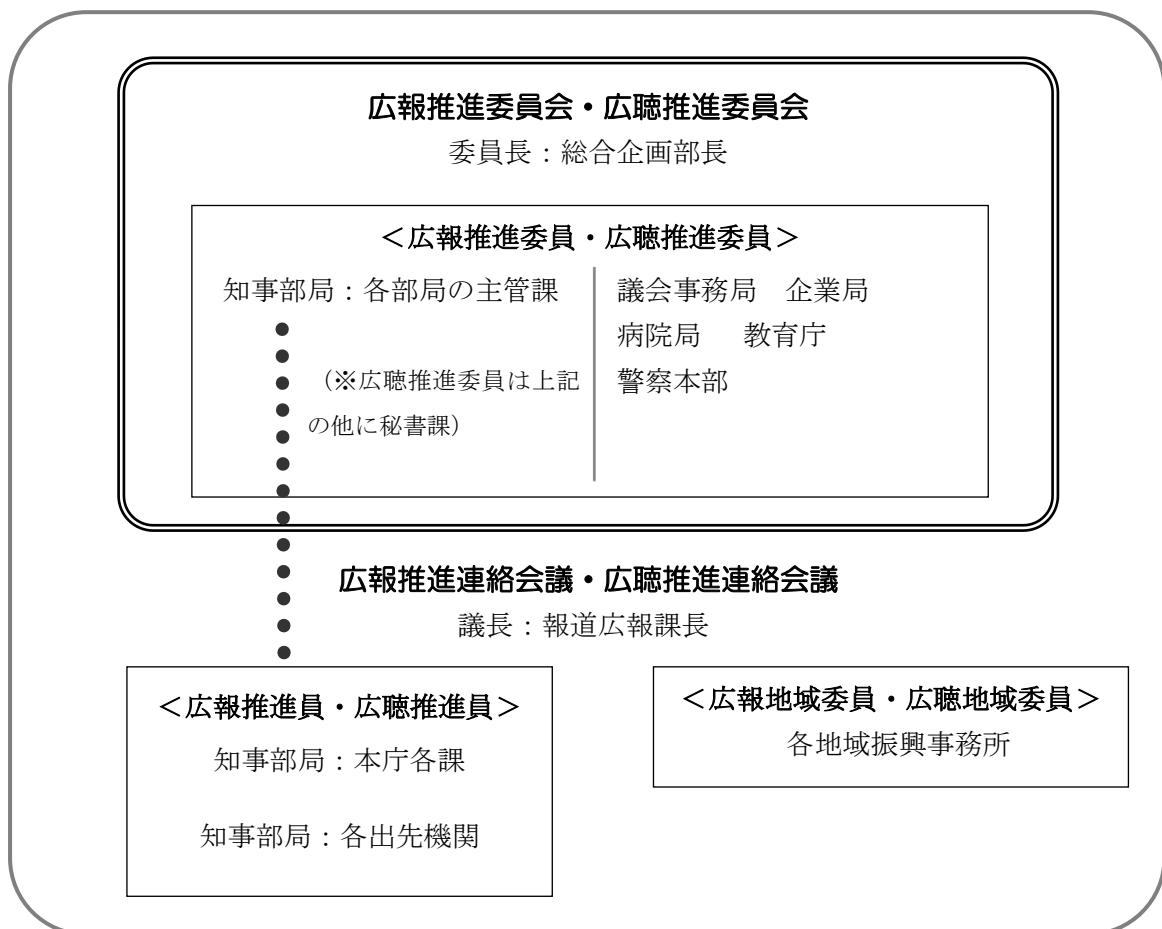 広報推進委員会・広聴推進委員会
委員長：総合企画部長
＜広報推進委員・広聴推進委員＞
知事部局：各部局の主管課
（※広聴推進委員は上記
の他に秘書課）
議会事務局　企業局
病院局　教育庁
警察本部
広報推進連絡会議・広聴推進連絡会議
議長：報道広報課長
＜広報推進員・広聴推進員＞
知事部局：本庁各課
知事部局：各出先機関
＜広報地域委員・広聴地域委員＞
各地域振興事務所